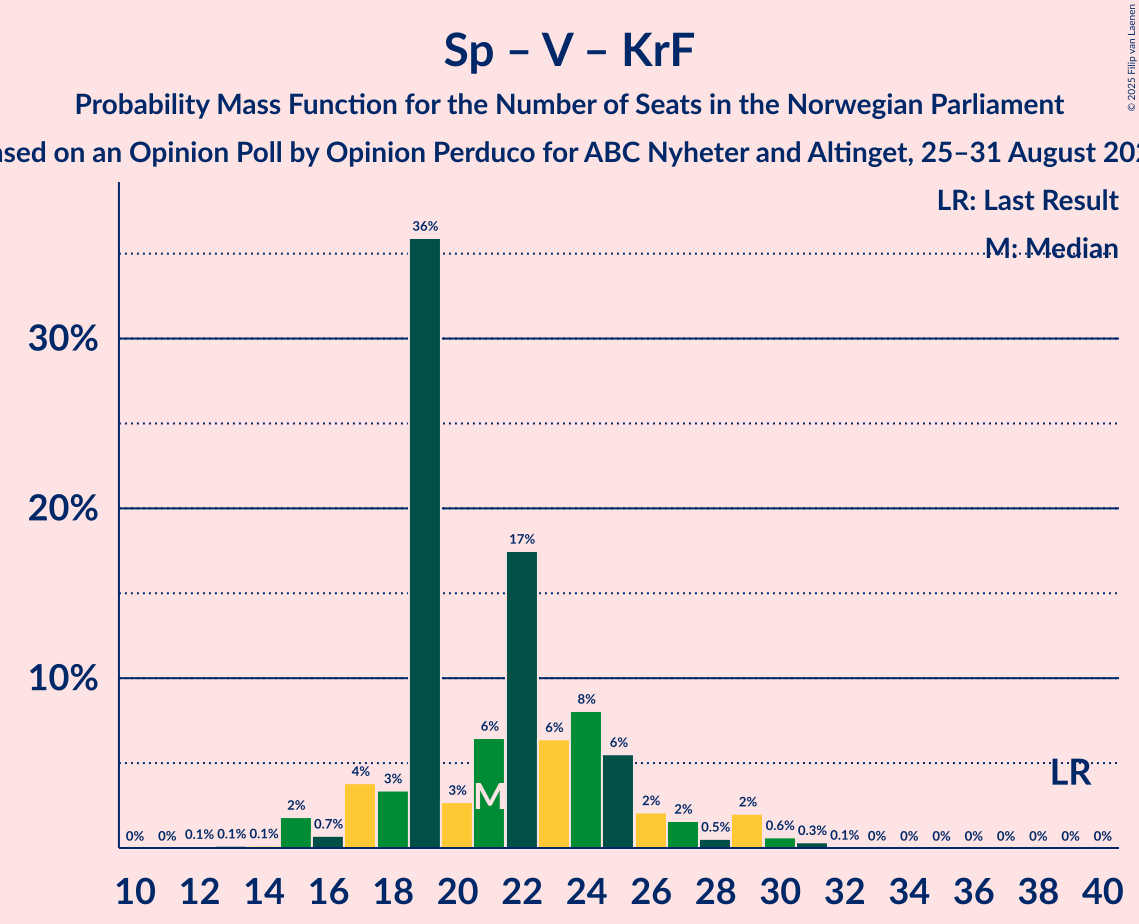 Sp – V – KrF
Probability Mass Function for the Number of Seats in the Norwegian Parliament
on an Opinion Poll by Opinion Perduco for ABC Nyheter and Altinget, 25–31 August
© 2025 Filip van Laenen
LR: Last Result
M: Median
36%
30%
17%
20%
10%
8%
6%
6%
6%
4%
3%
3%
2%
0.7%
2%
2%
0.5%
2%
0.6%
0.3%
0% 0% 0.1% 0.1% 0.1%
0.1% 0% 0% 0% 0% 0% 0% 0% 0%
M
LR
10 12 14 16 18 20 22 24 26 28 30 32 34 36 38 40